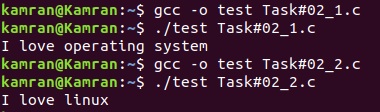 kamran@Kamran:~$ gcc -o test Task#02_1.c
kamran@Kamran:~$ ./test Task#02_1.c
I love operating system
kamran@Kamran:~$ gcc -o test Task#02_2.c
kamran@Kamran:~$ ./test Task#02_2.c
I love linux